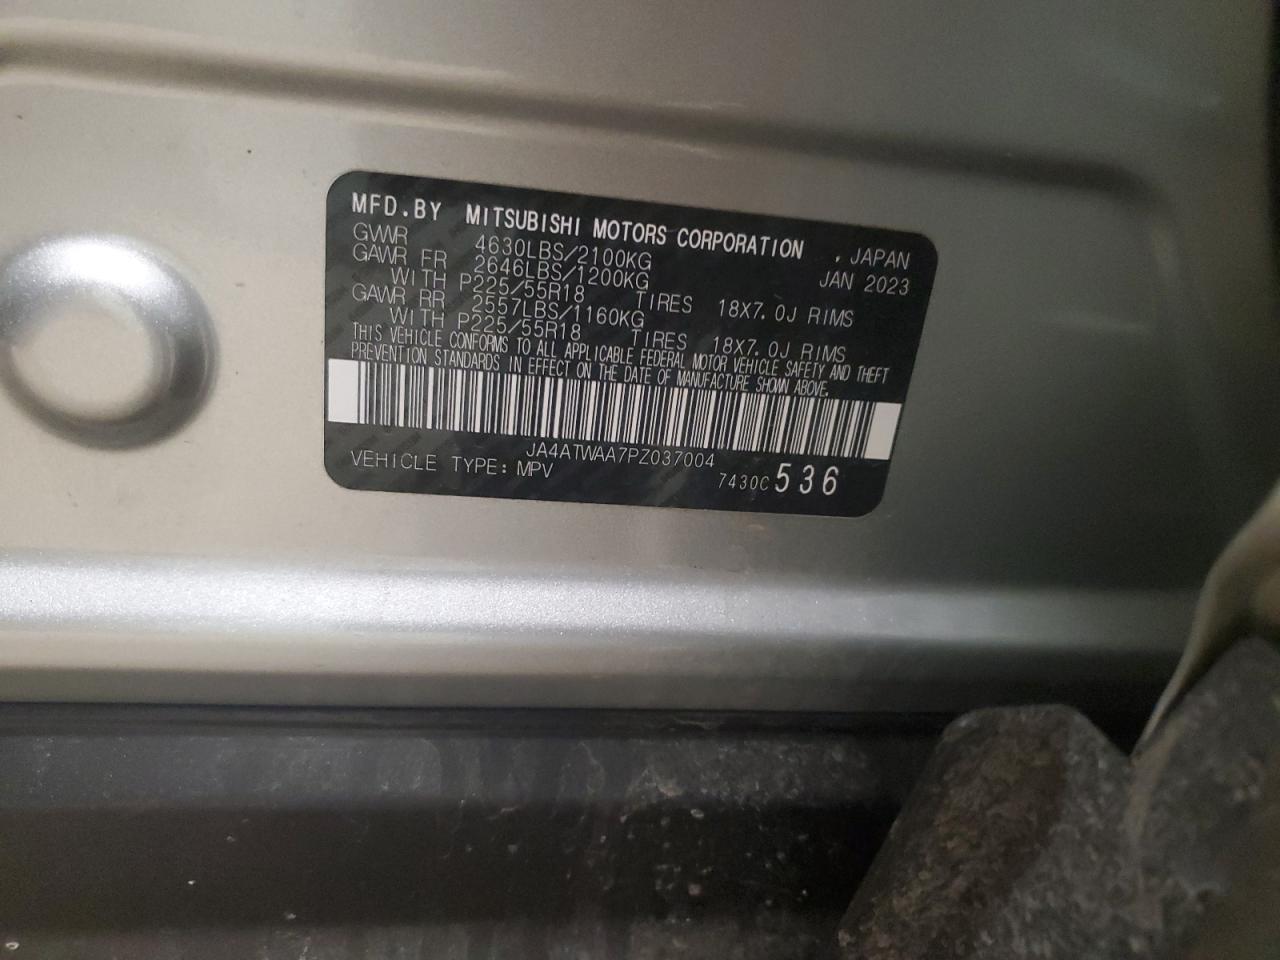 MFD.BY MITSUBISHI MOTORS CORPORATION , JAPAN
GVWR 4630LBS/2100KG JAN 2023
GAWR FR 2646LBS/1200KG
WITH P225/55R18 TIRES 18X7.0J RIMS
GAWR RR 2557LBS/1160KG
WITH P225/55R18 TIRES 18X7.0J RIMS
THIS VEHICLE CONFORMS TO ALL APPLICABLE FEDERAL MOTOR VEHICLE SAFETY AND THEFT
PREVENTION STANDARDS IN EFFECT ON THE DATE OF MANUFACTURE SHOWN ABOVE.
JA4ATWAA7PZ037004
VEHICLE TYPE: MPV 7430C 536